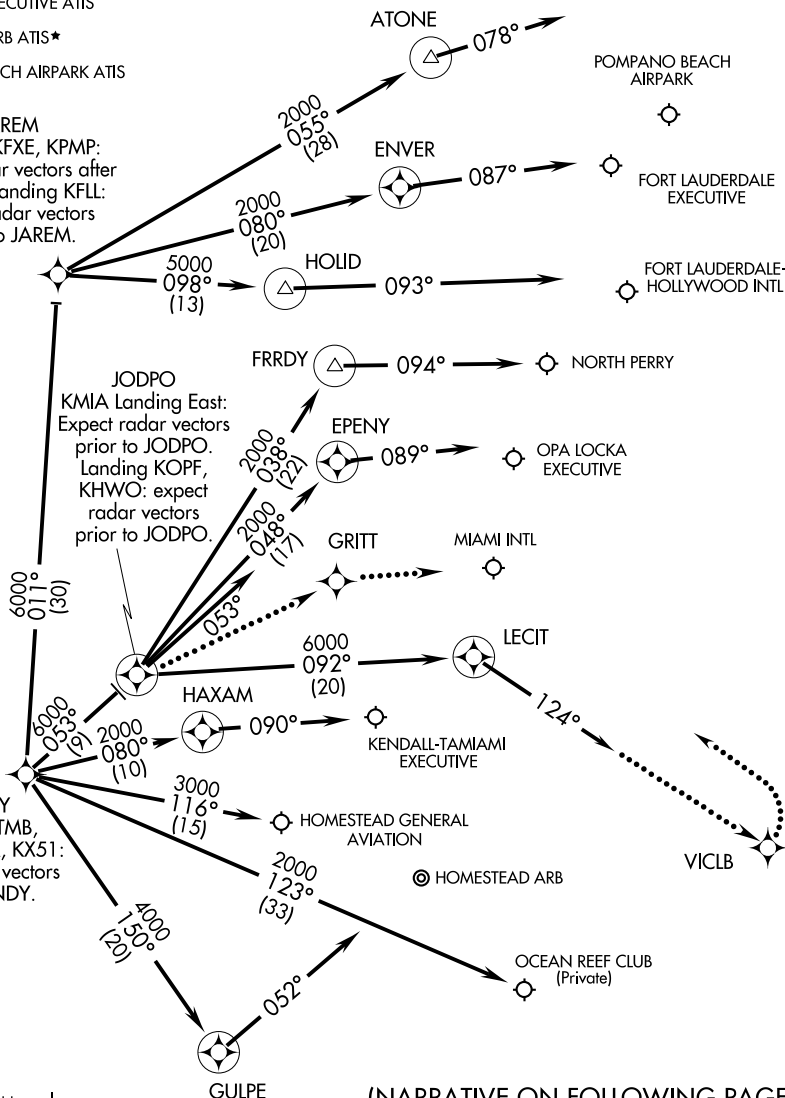 ECUTIVE ATIS
RB ATIS★
CH AIRPARK ATIS
ATONE
078°
POMPANO BEACH
AIRPARK
2000
055°
(28)
REM
KFXE, KPMP:
ar vectors after
anding KFLL:
dar vectors
o JAREM.
ENVER
087°
FORT LAUDERDALE
EXECUTIVE
2000
080°
(20)
5000
098°
(13)
HOLID
093°
FORT LAUDERDALE-
HOLLYWOOD INTL
FRRDY
094°
NORTH PERRY
JODPO
KMIA Landing East:
Expect radar vectors
prior to JODPO.
Landing KOPF,
KHWO: expect
radar vectors
prior to JODPO.
2000
038°
(22)
EPENY
089°
OPA LOCKA
EXECUTIVE
2000
048°
(17)
GRITT
MIAMI INTL
053°
6000
011°
(30)
6000
092°
(20)
LECIT
124°
6000
053°
(9)
HAXAM
2000
080°
(10)
090°
KENDALL-TAMIAMI
EXECUTIVE
3000
116°
(15)
HOMESTEAD GENERAL
AVIATION
Y
TMB,
, KX51:
vectors
NDY.
VICLB
2000
123°
(33)
HOMESTEAD ARB
4000
150°
(20)
OCEAN REEF CLUB
(Private)
052°
GULPE
(NARRATIVE ON FOLLOWING PAGE